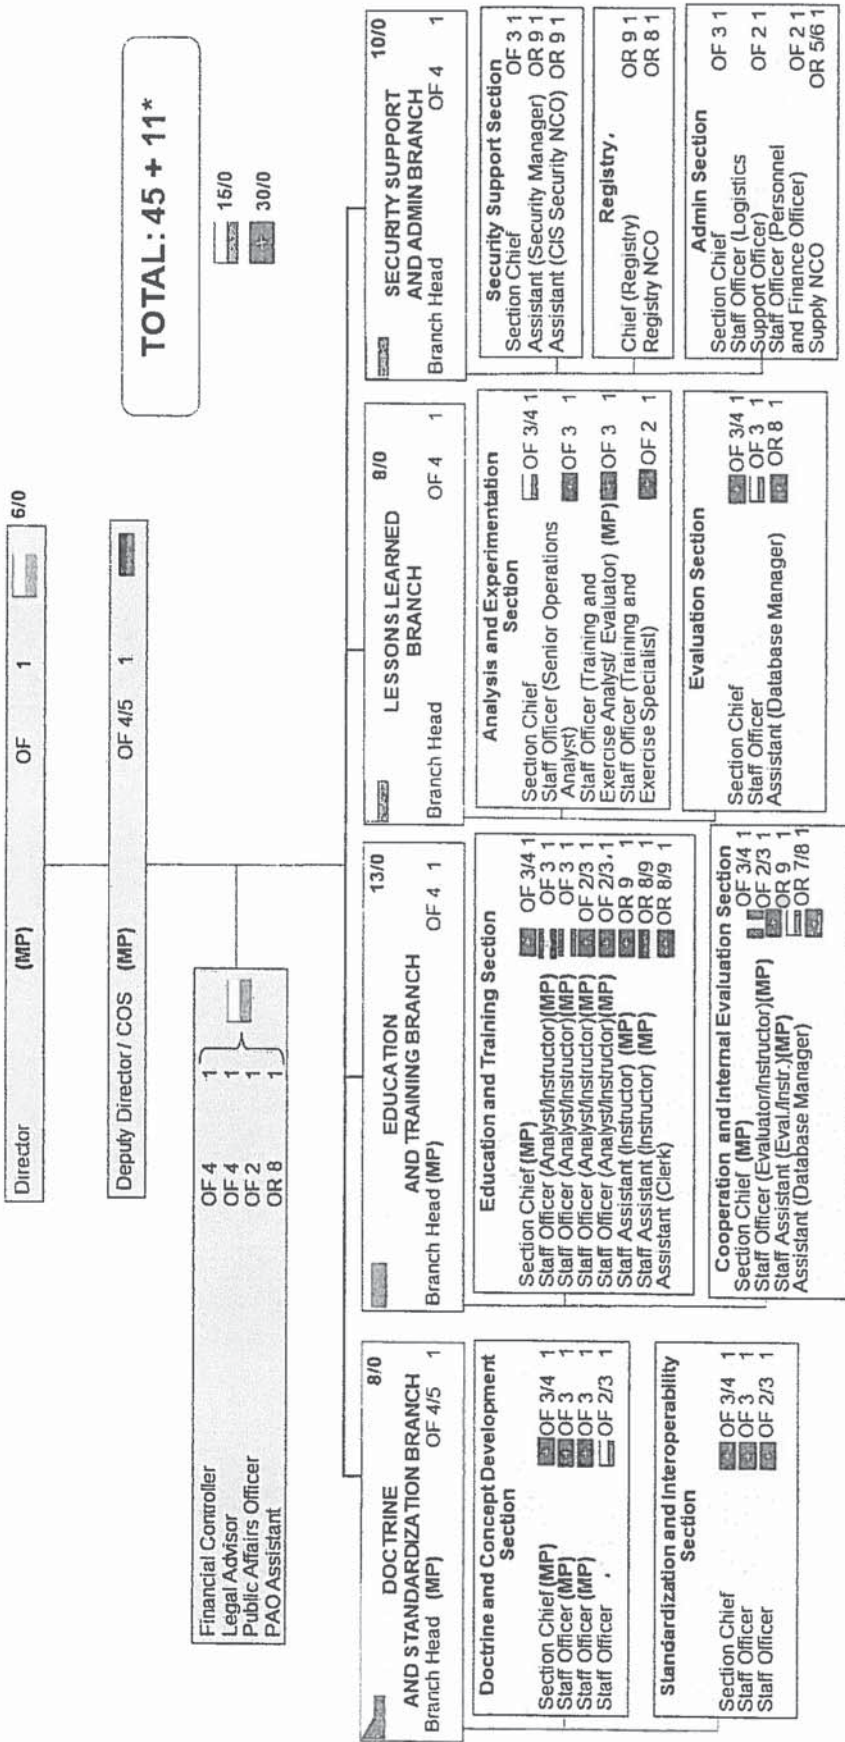 Director (MP) OF 1
6/0
Deputy Director / COS (MP) OF 4/5 1
TOTAL: 45 + 11*
15/0
30/0
Financial Controller OF 4 1
Legal Advisor OF 4 1
Public Affairs Officer OF 2 1
PAO Assistant OR 8 1
8/0
DOCTRINE
AND STANDARDIZATION BRANCH
Branch Head (MP) OF 4/5 1
Doctrine and Concept Development
Section
Section Chief (MP) OF 3/4 1
Staff Officer (MP) OF 3 1
Staff Officer (MP) OF 3 1
Staff Officer OF 2/3 1
Standardization and Interoperability
Section
Section Chief OF 3/4 1
Staff Officer OF 3 1
Staff Officer OF 2/3 1
13/0
EDUCATION
AND TRAINING BRANCH
Branch Head (MP) OF 4 1
Education and Training Section
Section Chief (MP) OF 3/4 1
Staff Officer (Analyst/Instructor)(MP) OF 3 1
Staff Officer (Analyst/Instructor)(MP) OF 3 1
Staff Officer (Analyst/Instructor)(MP) OF 2/3 1
Staff Officer (Analyst/Instructor)(MP) OF 2/3 1
Staff Assistant (Instructor) (MP) OR 9 1
Staff Assistant (Instructor) (MP) OR 8/9 1
Assistant (Clerk) OR 8/9 1
Cooperation and Internal Evaluation Section
Section Chief (MP) OF 3/4 1
Staff Officer (Evaluator/Instructor)(MP) OF 2/3 1
Staff Assistant (Eval./Instr.)(MP) OR 9 1
Assistant (Database Manager) OR 7/8 1
8/0
LESSONS LEARNED
BRANCH
Branch Head OF 4 1
Analysis and Experimentation
Section
Section Chief OF 3/4 1
Staff Officer (Senior Operations
Analyst) OF 3 1
Staff Officer (Training and
Exercise Analyst/ Evaluator) (MP) OF 3 1
Staff Officer (Training and
Exercise Specialist) OF 2 1
Evaluation Section
Section Chief OF 3/4 1
Staff Officer OF 3 1
Assistant (Database Manager) OR 8 1
10/0
SECURITY SUPPORT
AND ADMIN BRANCH
Branch Head OF 4 1
Security Support Section
Section Chief OF 3 1
Assistant (Security Manager) OR 9 1
Assistant (CIS Security NCO) OR 9 1
Registry
Chief (Registry) OR 9 1
Registry NCO OR 8 1
Admin Section
Section Chief OF 3 1
Staff Officer (Logistics
Support Officer) OF 2 1
Staff Officer (Personnel
and Finance Officer) OF 2 1
Supply NCO OR 5/6 1